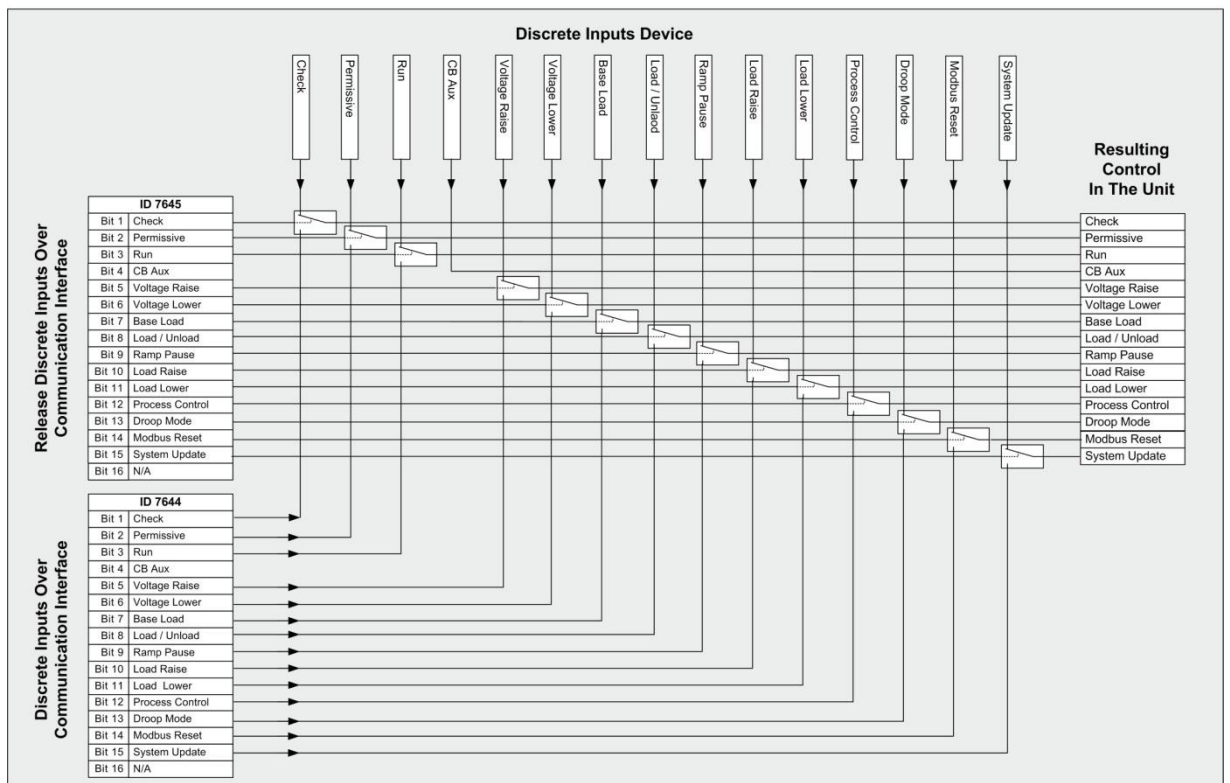 Discrete Inputs Device
Check
Permissive
Run
CB Aux
Voltage Raise
Voltage Lower
Base Load
Load / Unlaod
Ramp Pause
Load Raise
Load Lower
Process Control
Droop Mode
Modbus Reset
System Update
Resulting
Control
In The Unit
Release Discrete Inputs Over
Communication Interface
ID 7645
Bit 1 Check
Bit 2 Permissive
Bit 3 Run
Bit 4 CB Aux
Bit 5 Voltage Raise
Bit 6 Voltage Lower
Bit 7 Base Load
Bit 8 Load / Unload
Bit 9 Ramp Pause
Bit 10 Load Raise
Bit 11 Load Lower
Bit 12 Process Control
Bit 13 Droop Mode
Bit 14 Modbus Reset
Bit 15 System Update
Bit 16 N/A
Check
Permissive
Run
CB Aux
Voltage Raise
Voltage Lower
Base Load
Load / Unload
Ramp Pause
Load Raise
Load Lower
Process Control
Droop Mode
Modbus Reset
System Update
Discrete Inputs Over
Communication Interface
ID 7644
Bit 1 Check
Bit 2 Permissive
Bit 3 Run
Bit 4 CB Aux
Bit 5 Voltage Raise
Bit 6 Voltage Lower
Bit 7 Base Load
Bit 8 Load / Unload
Bit 9 Ramp Pause
Bit 10 Load Raise
Bit 11 Load Lower
Bit 12 Process Control
Bit 13 Droop Mode
Bit 14 Modbus Reset
Bit 15 System Update
Bit 16 N/A